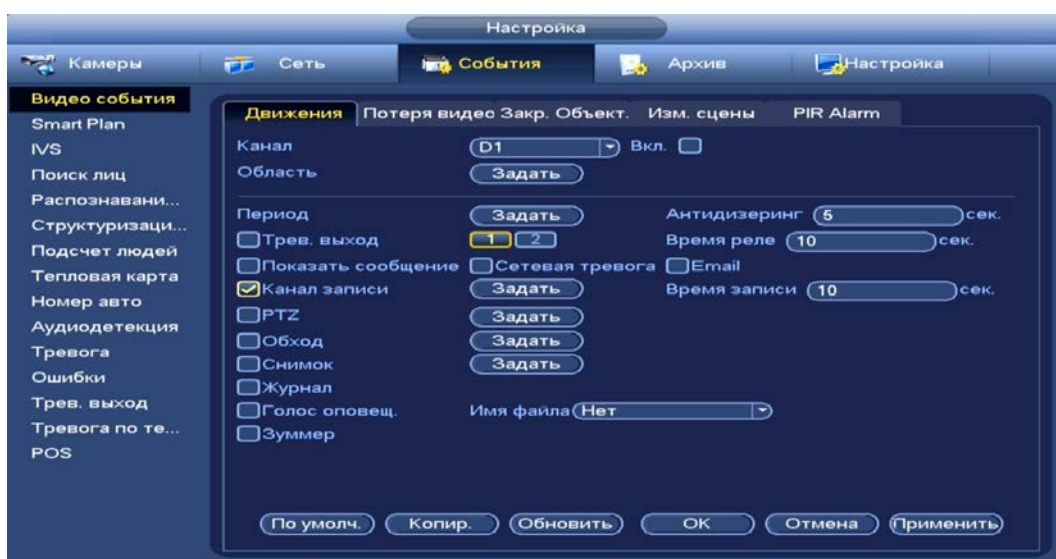 Настройка
Камеры Сеть События Архив Настройка
Видео события
Smart Plan
IVS
Поиск лиц
Распознавани...
Структуризаци...
Подсчет людей
Тепловая карта
Номер авто
Аудиодетекция
Тревога
Ошибки
Трев. выход
Тревога по те...
POS
Движения Потеря видео Закр. Объект. Изм. сцены PIR Alarm
Канал D1 Вкл.
Область Задать
Период Задать Антидизеринг 5 сек.
Трев. выход 1 2 Время реле 10 сек.
Показать сообщение Сетевая тревога Email
Канал записи Задать Время записи 10 сек.
PTZ Задать
Обход Задать
Снимок Задать
Журнал
Голос оповещ. Имя файла Нет
Зуммер
По умолч. Копир. Обновить OK Отмена Применить